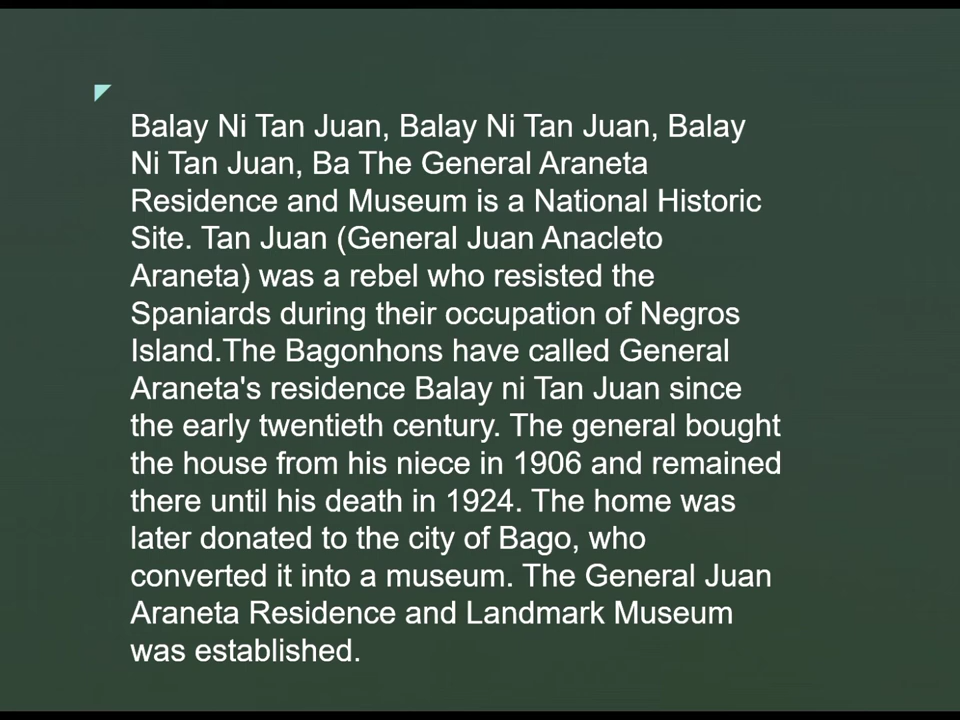 Balay Ni Tan Juan, Balay Ni Tan Juan, Balay
Ni Tan Juan, Ba The General Araneta
Residence and Museum is a National Historic
Site. Tan Juan (General Juan Anacleto
Araneta) was a rebel who resisted the
Spaniards during their occupation of Negros
Island.The Bagonhons have called General
Araneta's residence Balay ni Tan Juan since
the early twentieth century. The general bought
the house from his niece in 1906 and remained
there until his death in 1924. The home was
later donated to the city of Bago, who
converted it into a museum. The General Juan
Araneta Residence and Landmark Museum
was established.